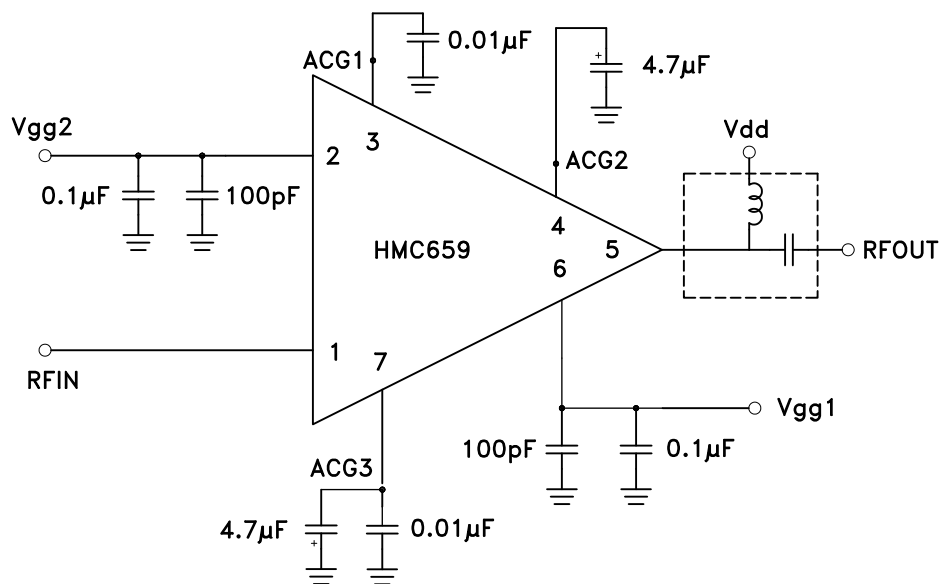 ACG1
0.01µF
+
4.7µF
Vgg2
3
Vdd
2
ACG2
0.1µF
100pF
4
HMC659
5
RFOUT
6
1
7
RFIN
Vgg1
100pF
0.1µF
ACG3
4.7µF
+
0.01µF